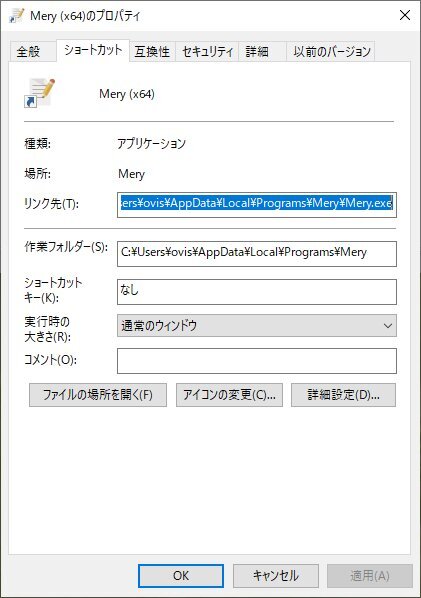 Mery (x64)のプロパティ
全般 ショートカット 互換性 セキュリティ 詳細 以前のバージョン
Mery (x64)
種類: アプリケーション
場所: Mery
リンク先(T): ers¥ovis¥AppData¥Local¥Programs¥Mery¥Mery.exe
作業フォルダー(S): C:¥Users¥ovis¥AppData¥Local¥Programs¥Mery
ショートカット
キー(K): なし
実行時の
大きさ(R): 通常のウィンドウ
コメント(O):
ファイルの場所を開く(F) アイコンの変更(C)... 詳細設定(D)...
OK キャンセル 適用(A)